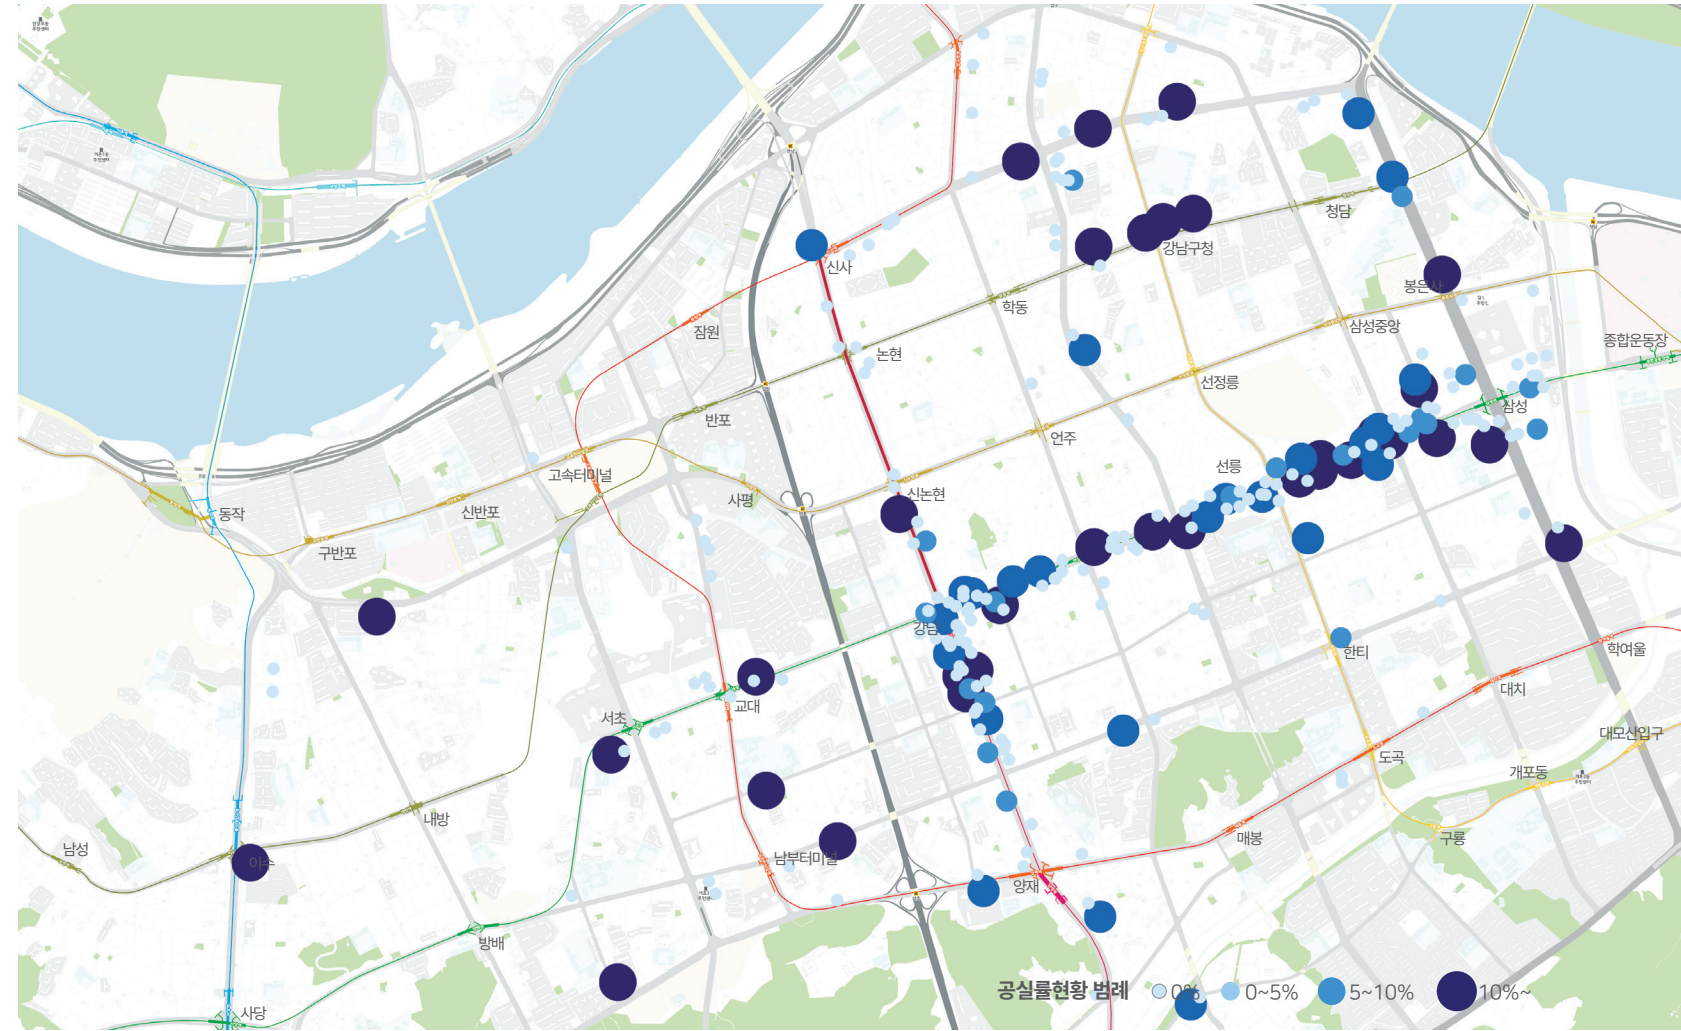 청담
신사
강남구청
봉은사
학동
삼성중앙
잠원
종합운동장
논현
선정릉
삼성
반포
언주
고속터미널
선릉
신논현
사평
신반포
동작
구반포
강남
한티
학여울
대치
교대
서초
대모산입구
도곡
개포동
내방
매봉
구룡
남성
이수
남부터미널
양재
방배
공실률현황 범례 0% 0~5% 5~10% 10%~
사당